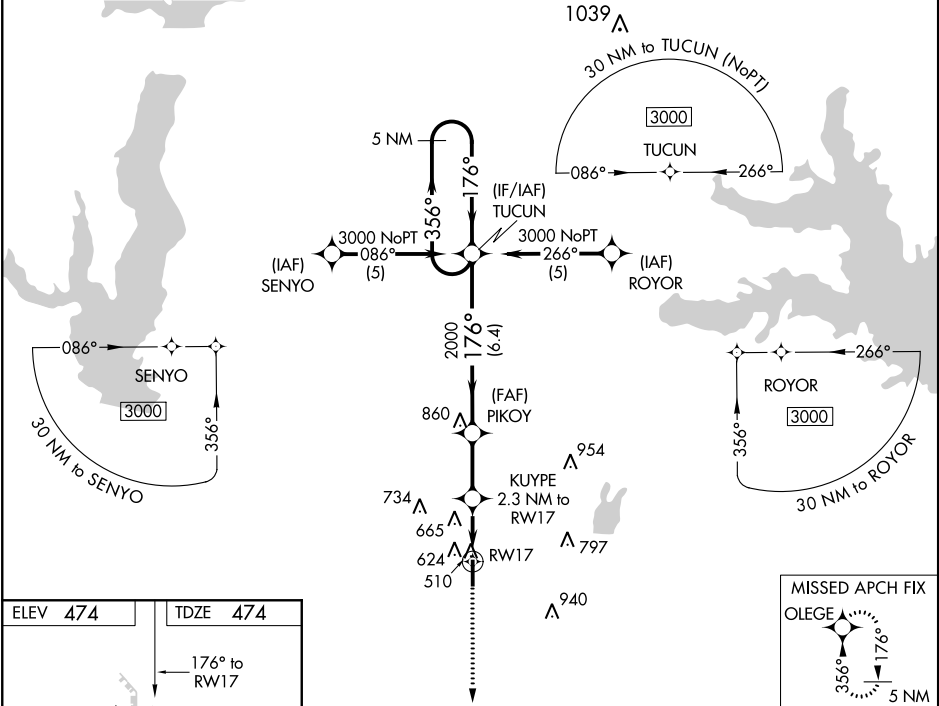 1039
30 NM to TUCUN (NoPT)
3000
TUCUN
086°
266°
5 NM
356°
176°
(IF/IAF)
TUCUN
3000 NoPT
086°
(5)
3000 NoPT
266°
(5)
(IAF)
SENYO
(IAF)
ROYOR
2000
176°
(6.4)
086°
SENYO
3000
356°
30 NM to SENYO
266°
ROYOR
3000
356°
30 NM to ROYOR
(FAF)
PIKOY
860
954
KUYPE
2.3 NM to
RW17
734
665
797
624
RW17
510
940
ELEV 474
TDZE 474
176° to
RW17
MISSED APCH FIX
OLEGE
356°
176°
5 NM